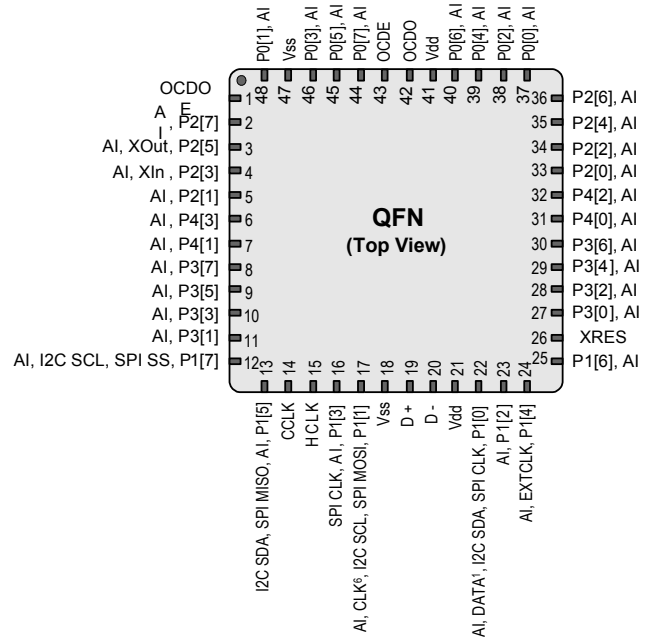 P0[1], AI
Vss
P0[3], AI
P0[5], AI
P0[7], AI
OCDE
OCDO
Vdd
P0[6], AI
P0[4], AI
P0[2], AI
P0[0], AI
48
47
46
45
44
43
42
41
40
39
38
37
OCDO
E
1
A
I
, P2[7]
2
AI, XOut, P2[5]
3
AI, XIn , P2[3]
4
AI , P2[1]
5
AI , P4[3]
6
AI , P4[1]
7
AI, P3[7]
8
AI, P3[5]
9
AI, P3[3]
10
AI, P3[1]
11
AI, I2C SCL, SPI SS, P1[7]
12
QFN
(Top View)
36 P2[6], AI
35 P2[4], AI
34 P2[2], AI
33 P2[0], AI
32 P4[2], AI
31 P4[0], AI
30 P3[6], AI
29 P3[4], AI
28 P3[2], AI
27 P3[0], AI
26 XRES
25 P1[6], AI
13
14
15
16
17
18
19
20
21
22
23
24
I2C SDA, SPI MISO, AI, P1[5]
CCLK
HCLK
SPI CLK, AI, P1[3]
AI, CLK⁶, I2C SCL, SPI MOSI, P1[1]
Vss
D +
D -
Vdd
AI, DATA¹, I2C SDA, SPI CLK, P1[0]
AI, P1[2]
AI, EXTCLK, P1[4]